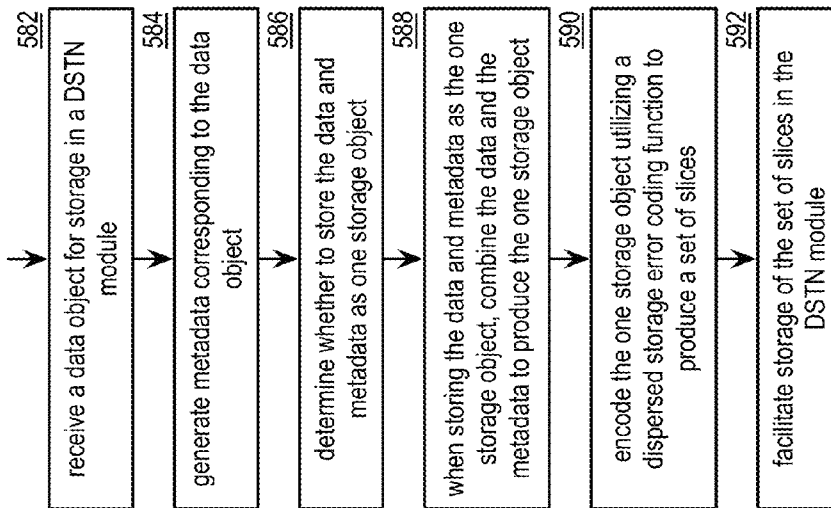 582
receive a data object for storage in a DSTN
module
584
generate metadata corresponding to the data
object
586
determine whether to store the data and
metadata as one storage object
588
when storing the data and metadata as the one
storage object, combine the data and the
metadata to produce the one storage object
590
encode the one storage object utilizing a
dispersed storage error coding function to
produce a set of slices
592
facilitate storage of the set of slices in the
DSTN module